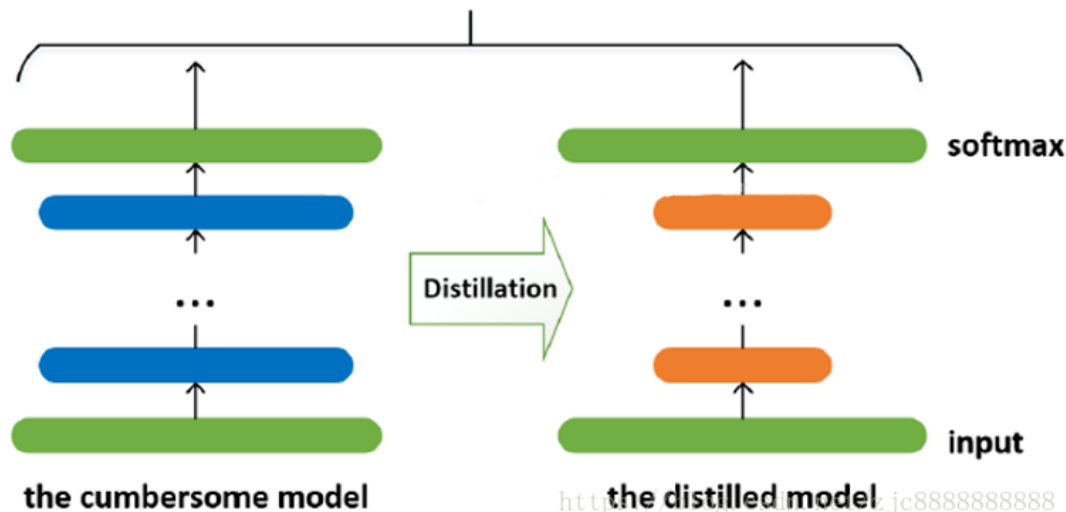 softmax
Distillation
input
the cumbersome model
the distilled model